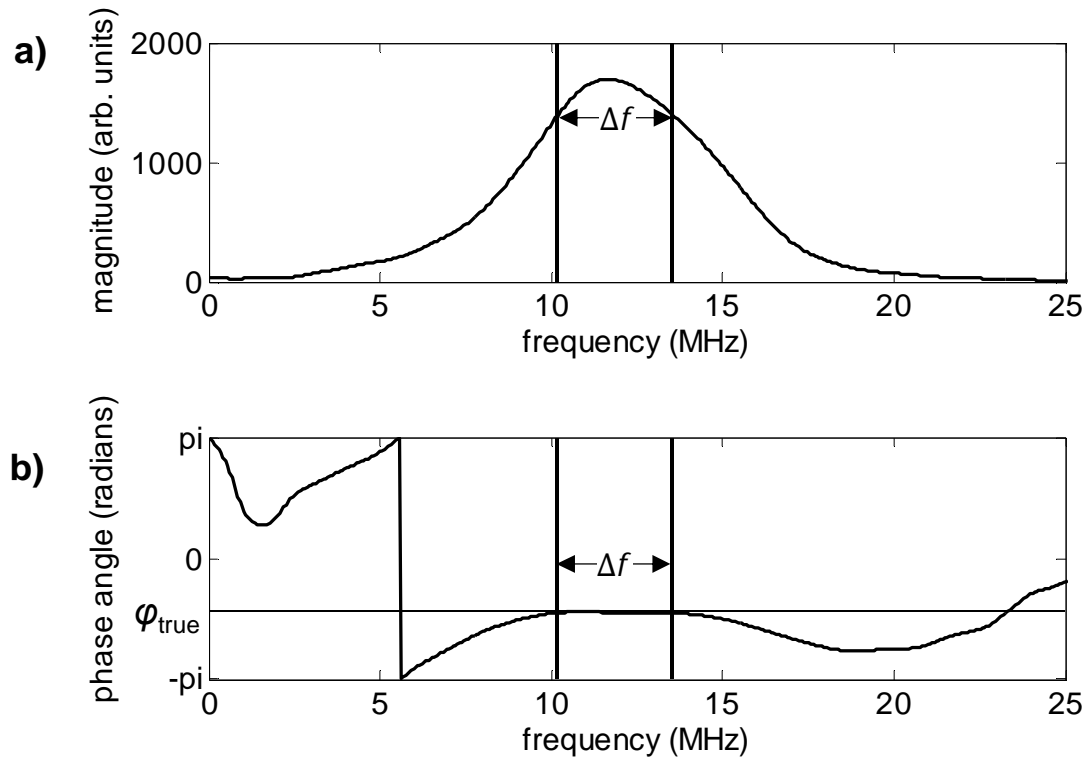 a)
magnitude (arb. units)
2000
1000
0
Δf
0 5 10 15 20 25
frequency (MHz)
b)
phase angle (radians)
pi
0
φtrue
-pi
Δf
0 5 10 15 20 25
frequency (MHz)